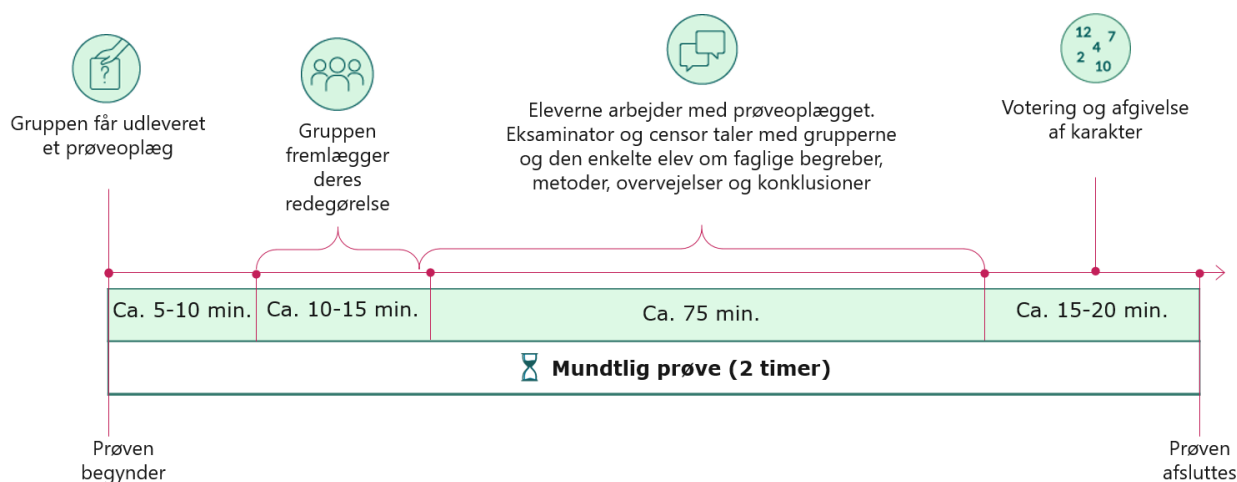 Gruppen får udleveret
et prøveoplæg
?
Gruppen
fremlægger
deres
redegørelse
Eleverne arbejder med prøveoplægget.
Eksaminator og censor taler med grupperne
og den enkelte elev om faglige begreber,
metoder, overvejelser og konklusioner
12
7
4
2
10
Votering og afgivelse
af karakter
Ca. 5-10 min.
Ca. 10-15 min.
Ca. 75 min.
Ca. 15-20 min.
Mundtlig prøve (2 timer)
Prøven
begynder
Prøven
afsluttes